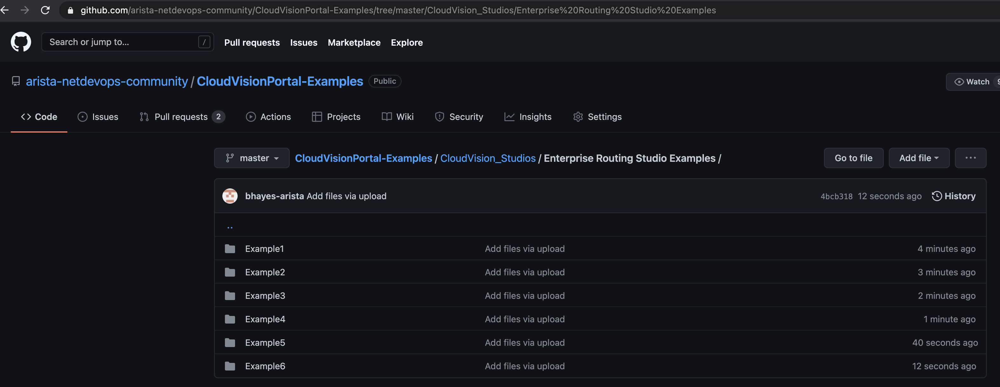 github.com/arista-netdevops-community/CloudVisionPortal-Examples/tree/master/CloudVision_Studios/Enterprise%20Routing%20Studio%20Examples
Search or jump to... / Pull requests Issues Marketplace Explore
arista-netdevops-community / CloudVisionPortal-Examples Public Watch
Code Issues Pull requests 2 Actions Projects Wiki Security Insights Settings
master CloudVisionPortal-Examples / CloudVision_Studios / Enterprise Routing Studio Examples / Go to file Add file ...
bhayes-arista Add files via upload 4bcb318 12 seconds ago History
..
Example1 Add files via upload 4 minutes ago
Example2 Add files via upload 3 minutes ago
Example3 Add files via upload 2 minutes ago
Example4 Add files via upload 1 minute ago
Example5 Add files via upload 40 seconds ago
Example6 Add files via upload 12 seconds ago